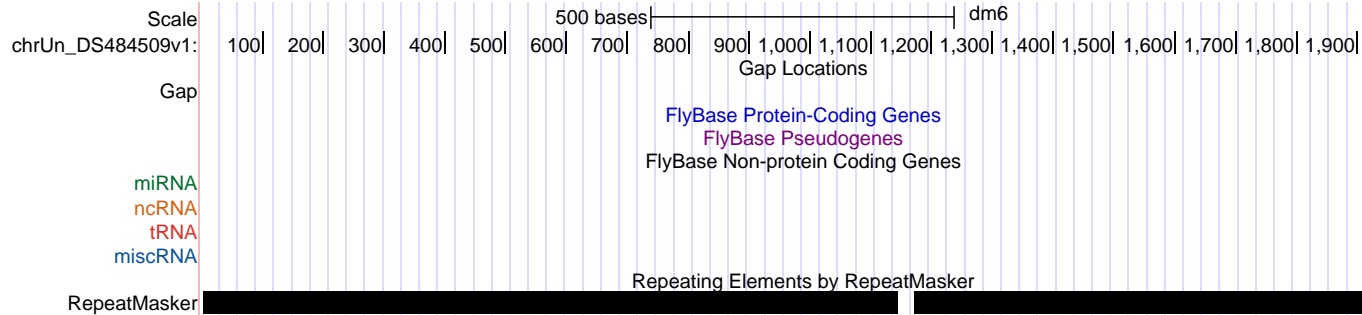 Scale 500 bases dm6
chrUn_DS484509v1: 100 200 300 400 500 600 700 800 900 1,000 1,100 1,200 1,300 1,400 1,500 1,600 1,700 1,800 1,900
Gap Locations
Gap
FlyBase Protein-Coding Genes
FlyBase Pseudogenes
FlyBase Non-protein Coding Genes
miRNA
ncRNA
tRNA
miscRNA
Repeating Elements by RepeatMasker
RepeatMasker